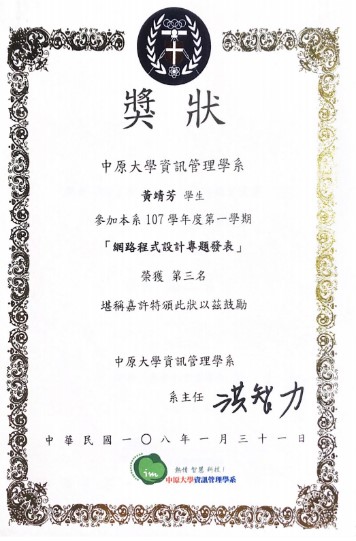 獎狀
中原大學資訊管理學系
黃靖芳 學生
參加本系107學年度第一學期
「網路程式設計專題發表」
榮獲 第三名
堪稱嘉許特頒此狀以茲鼓勵
中原大學資訊管理學系
系主任 洪智力
中華民國一〇八年一月三十一日
im
熱情 智慧 科技!
中原大學資訊管理學系